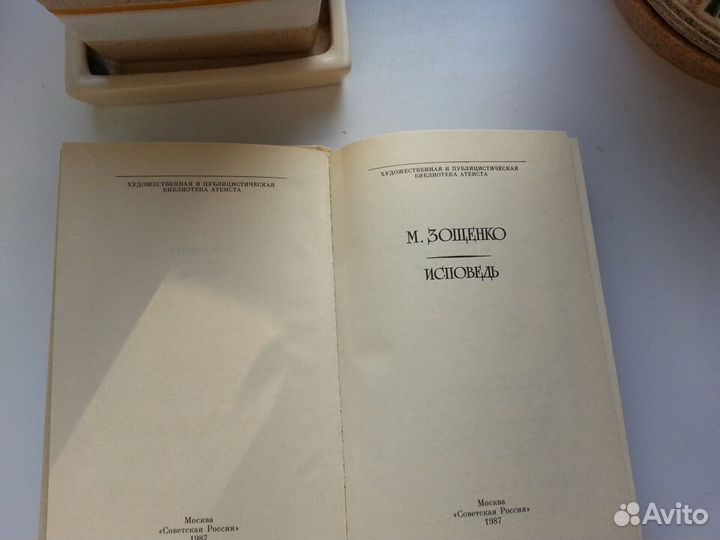 ХУДОЖЕСТВЕННАЯ И ПУБЛИЦИСТИЧЕСКАЯ
БИБЛИОТЕКА АТЕИСТА
Москва
«Советская Россия»
1987
ХУДОЖЕСТВЕННАЯ И ПУБЛИЦИСТИЧЕСКАЯ
БИБЛИОТЕКА АТЕИСТА
М. ЗОЩЕНКО
ИСПОВЕДЬ
Москва
«Советская Россия»
1987
Avito